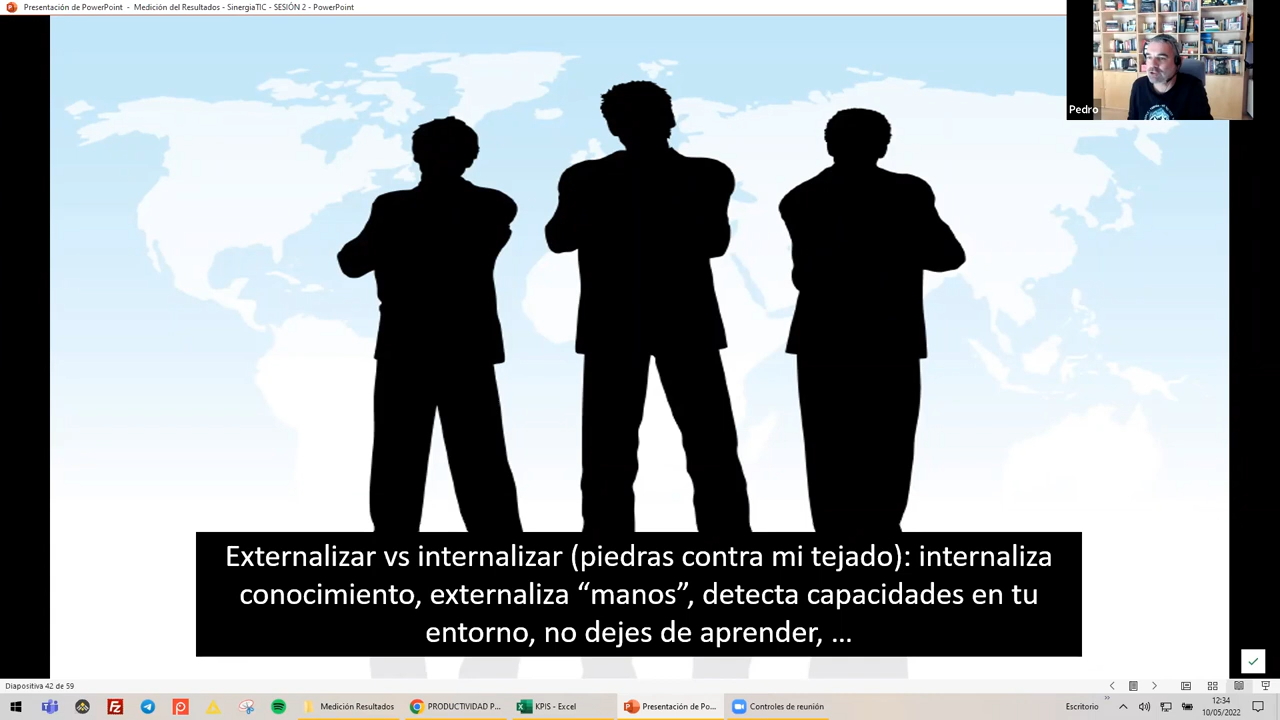 Presentación de PowerPoint - Medición del Resultados - SinergiaTIC - SESIÓN 2 - PowerPoint
Pedro
Externalizar vs internalizar (piedras contra mi tejado): internaliza
conocimiento, externaliza “manos”, detecta capacidades en tu
entorno, no dejes de aprender, ...
Diapositiva 42 de 59
Medición Resultados
PRODUCTIVIDAD P...
KPIS - Excel
Presentación de Po...
Controles de reunión
Escritorio
12:34
10/05/2022